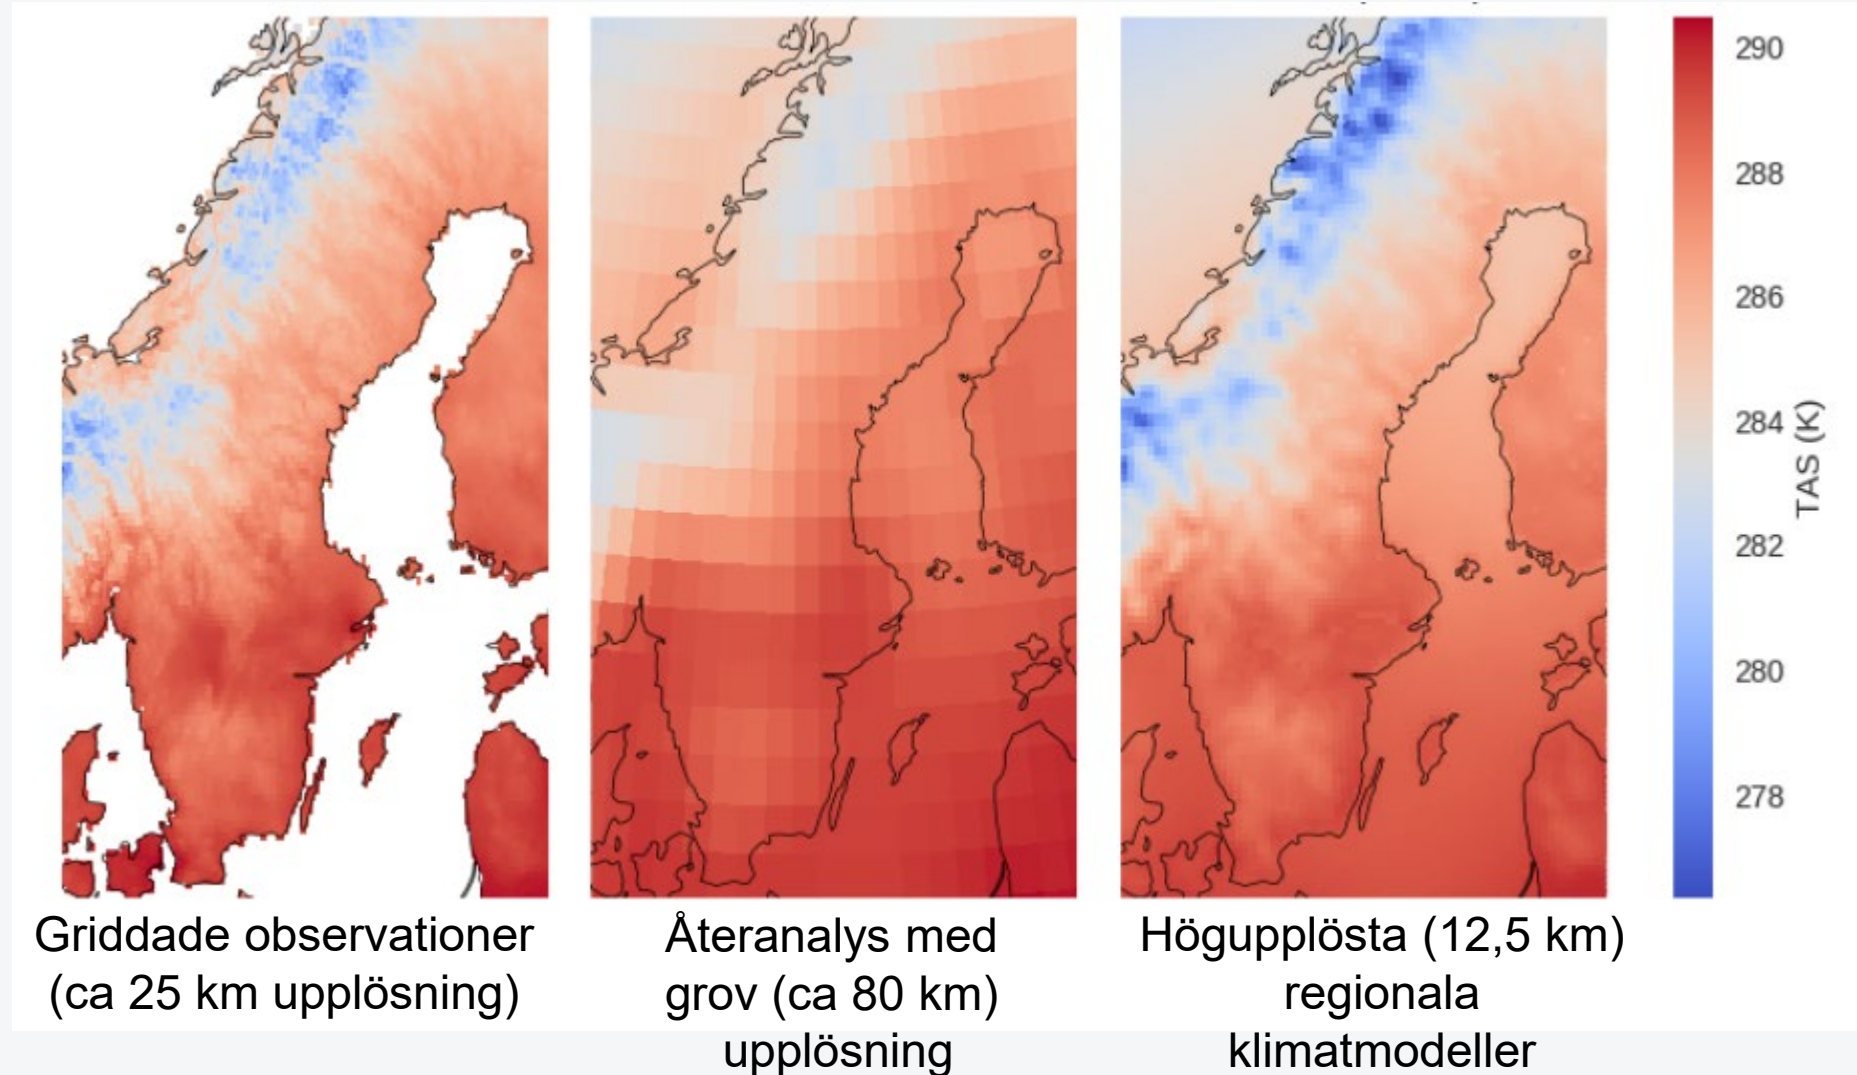 290
288
286
284
282
280
278
TAS (K)
Griddade observationer
(ca 25 km upplösning)
Återanalys med
grov (ca 80 km)
upplösning
Högupplösta (12,5 km)
regionala
klimatmodeller